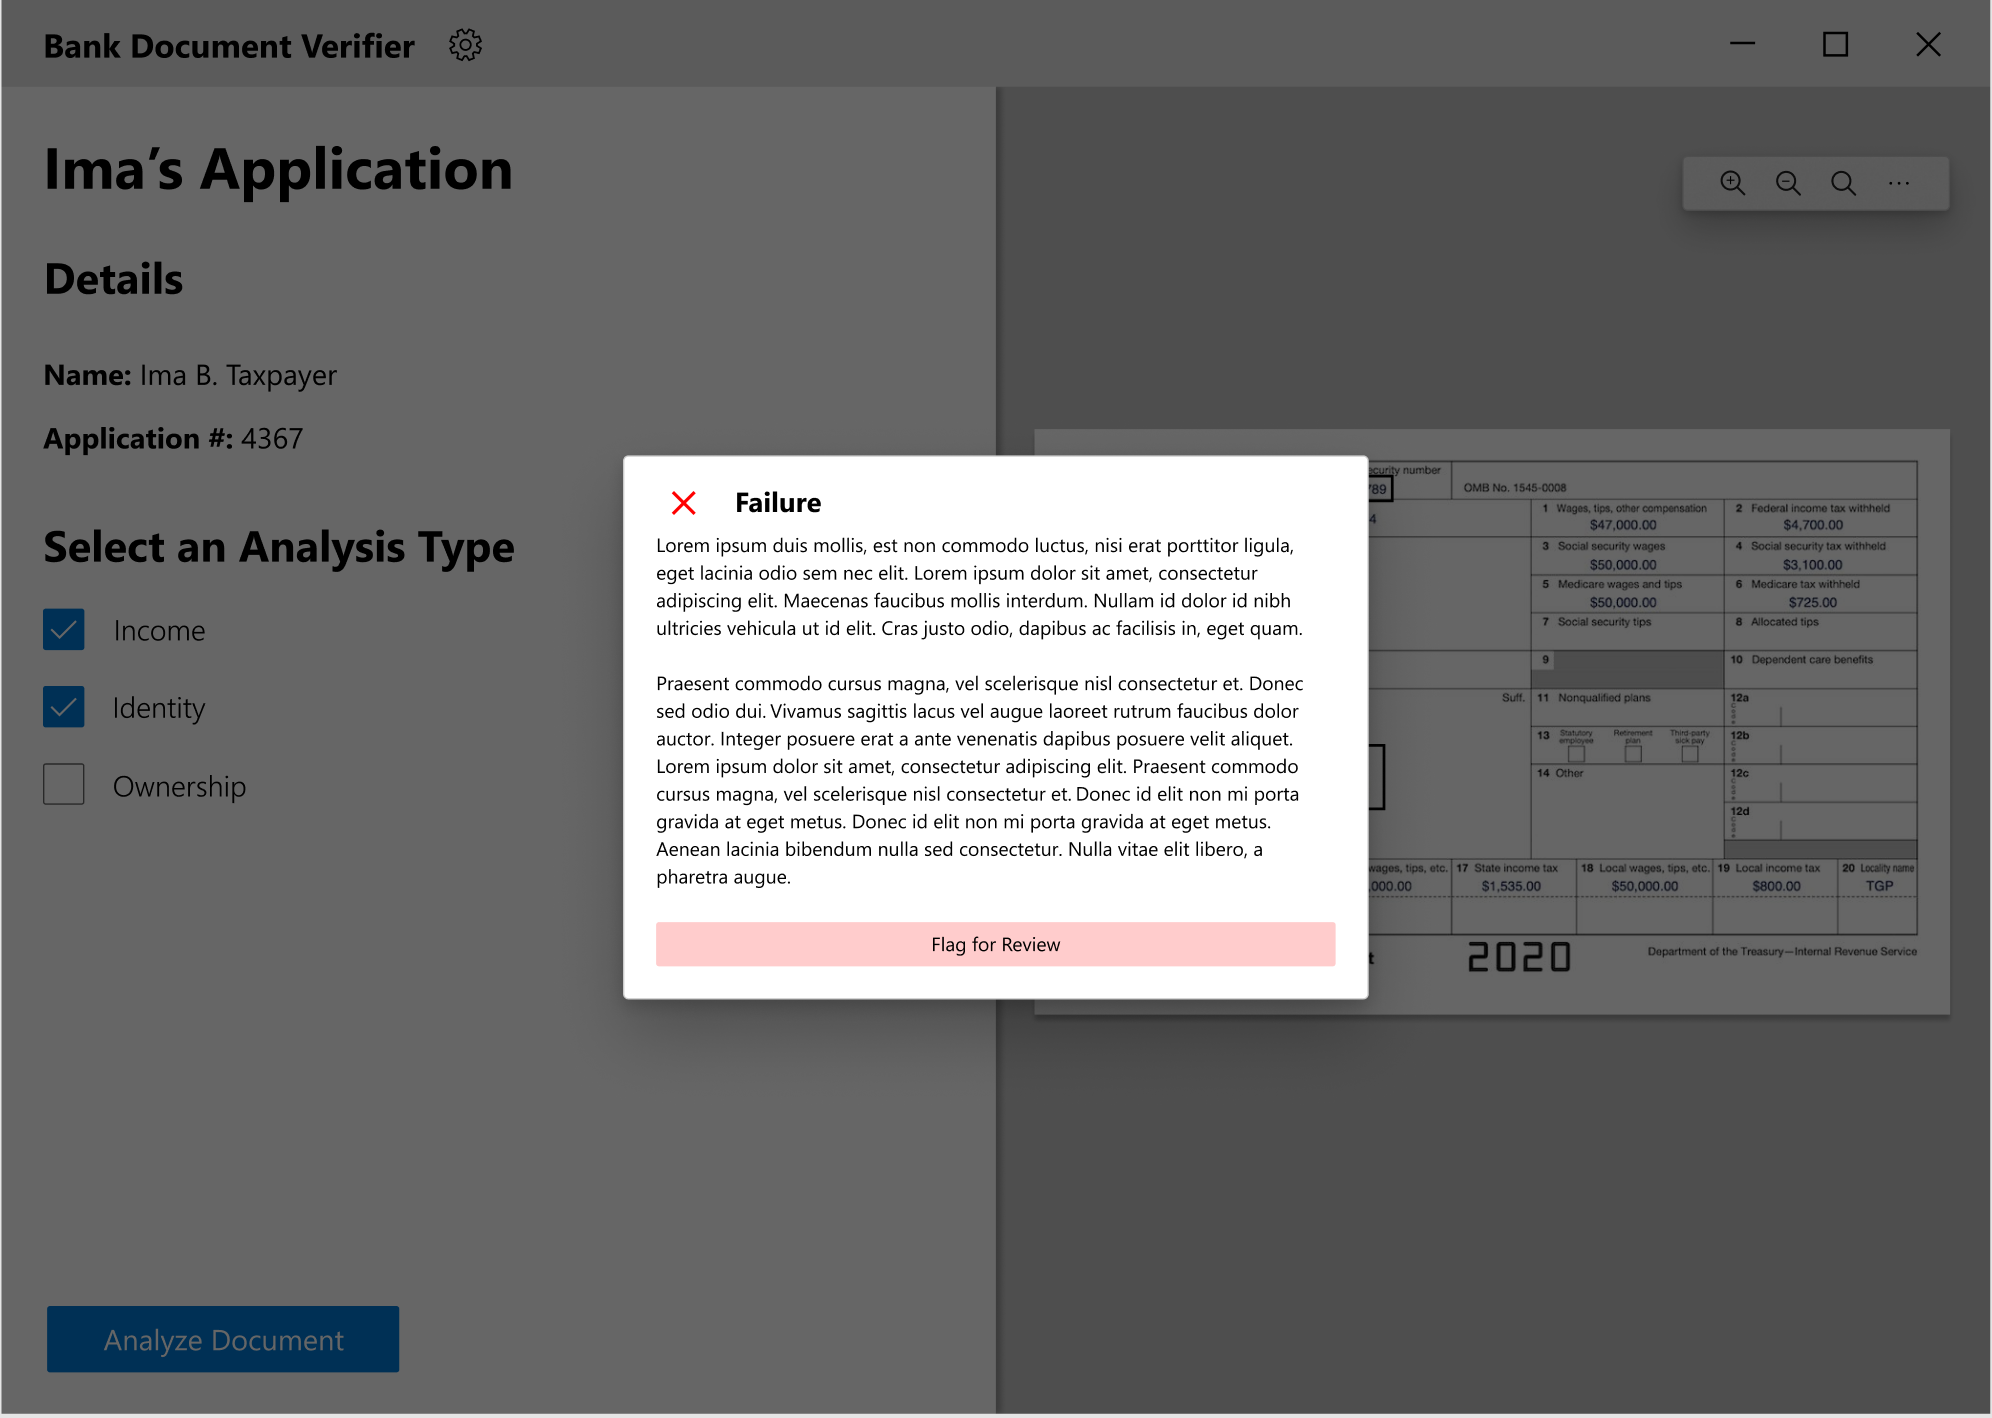 Bank Document Verifier
Ima’s Application
Details
Name: Ima B. Taxpayer
Application #: 4367
Select an Analysis Type
Income
Identity
Ownership
Analyze Document
Failure
Lorem ipsum duis mollis, est non commodo luctus, nisi erat porttitor ligula,
eget lacinia odio sem nec elit. Lorem ipsum dolor sit amet, consectetur
adipiscing elit. Maecenas faucibus mollis interdum. Nullam id dolor id nibh
ultricies vehicula ut id elit. Cras justo odio, dapibus ac facilisis in, eget quam.
Praesent commodo cursus magna, vel scelerisque nisl consectetur et. Donec
sed odio dui. Vivamus sagittis lacus vel augue laoreet rutrum faucibus dolor
auctor. Integer posuere erat a ante venenatis dapibus posuere velit aliquet.
Lorem ipsum dolor sit amet, consectetur adipiscing elit. Praesent commodo
cursus magna, vel scelerisque nisl consectetur et. Donec id elit non mi porta
gravida at eget metus. Donec id elit non mi porta gravida at eget metus.
Aenean lacinia bibendum nulla sed consectetur. Nulla vitae elit libero, a
pharetra augue.
Flag for Review
number
789
OMB No. 1545-0008
4
1 Wages, tips, other compensation
$47,000.00
2 Federal income tax withheld
$4,700.00
3 Social security wages
$50,000.00
4 Social security tax withheld
$3,100.00
5 Medicare wages and tips
$50,000.00
6 Medicare tax withheld
$725.00
7 Social security tips
8 Allocated tips
9
10 Dependent care benefits
Suff.
11 Nonqualified plans
12a
13 Statutory employee
Retirement plan
Third-party sick pay
12b
14 Other
12c
12d
wages, tips, etc.
,000.00
17 State income tax
$1,535.00
18 Local wages, tips, etc.
$50,000.00
19 Local income tax
$800.00
20 Locality name
TGP
t
2020
Department of the Treasury—Internal Revenue Service